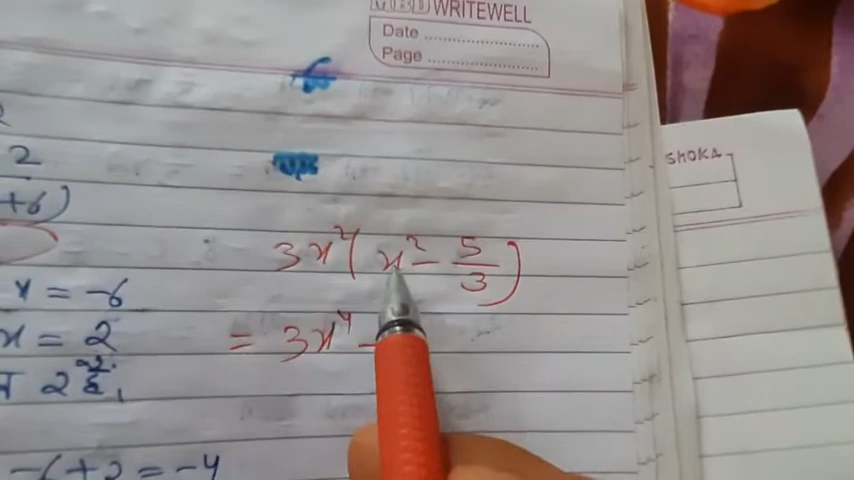 MBD WRITEWELL
Date ..................
Page ..................
SHOKA
2
+6)
x = -6
x = 2
3x²( x² - 5/3 )
= 3x⁴ -
-6+2 = -4